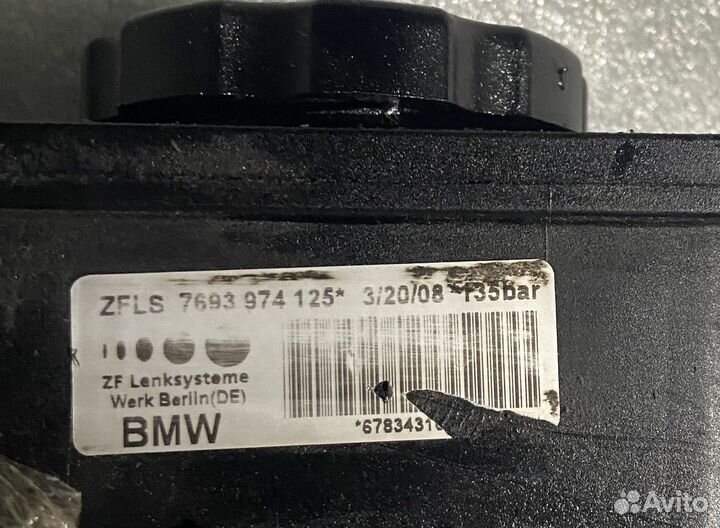 ZFLS 7693 974 125* 3/20/08 *135bar
ZF Lenksysteme
Werk Berlin(DE)
BMW
Avito